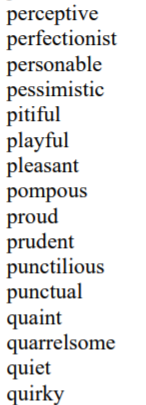 perceptive
perfectionist
personable
pessimistic
pitiful
playful
pleasant
pompous
proud
prudent
punctilious
punctual
quaint
quarrelsome
quiet
quirky